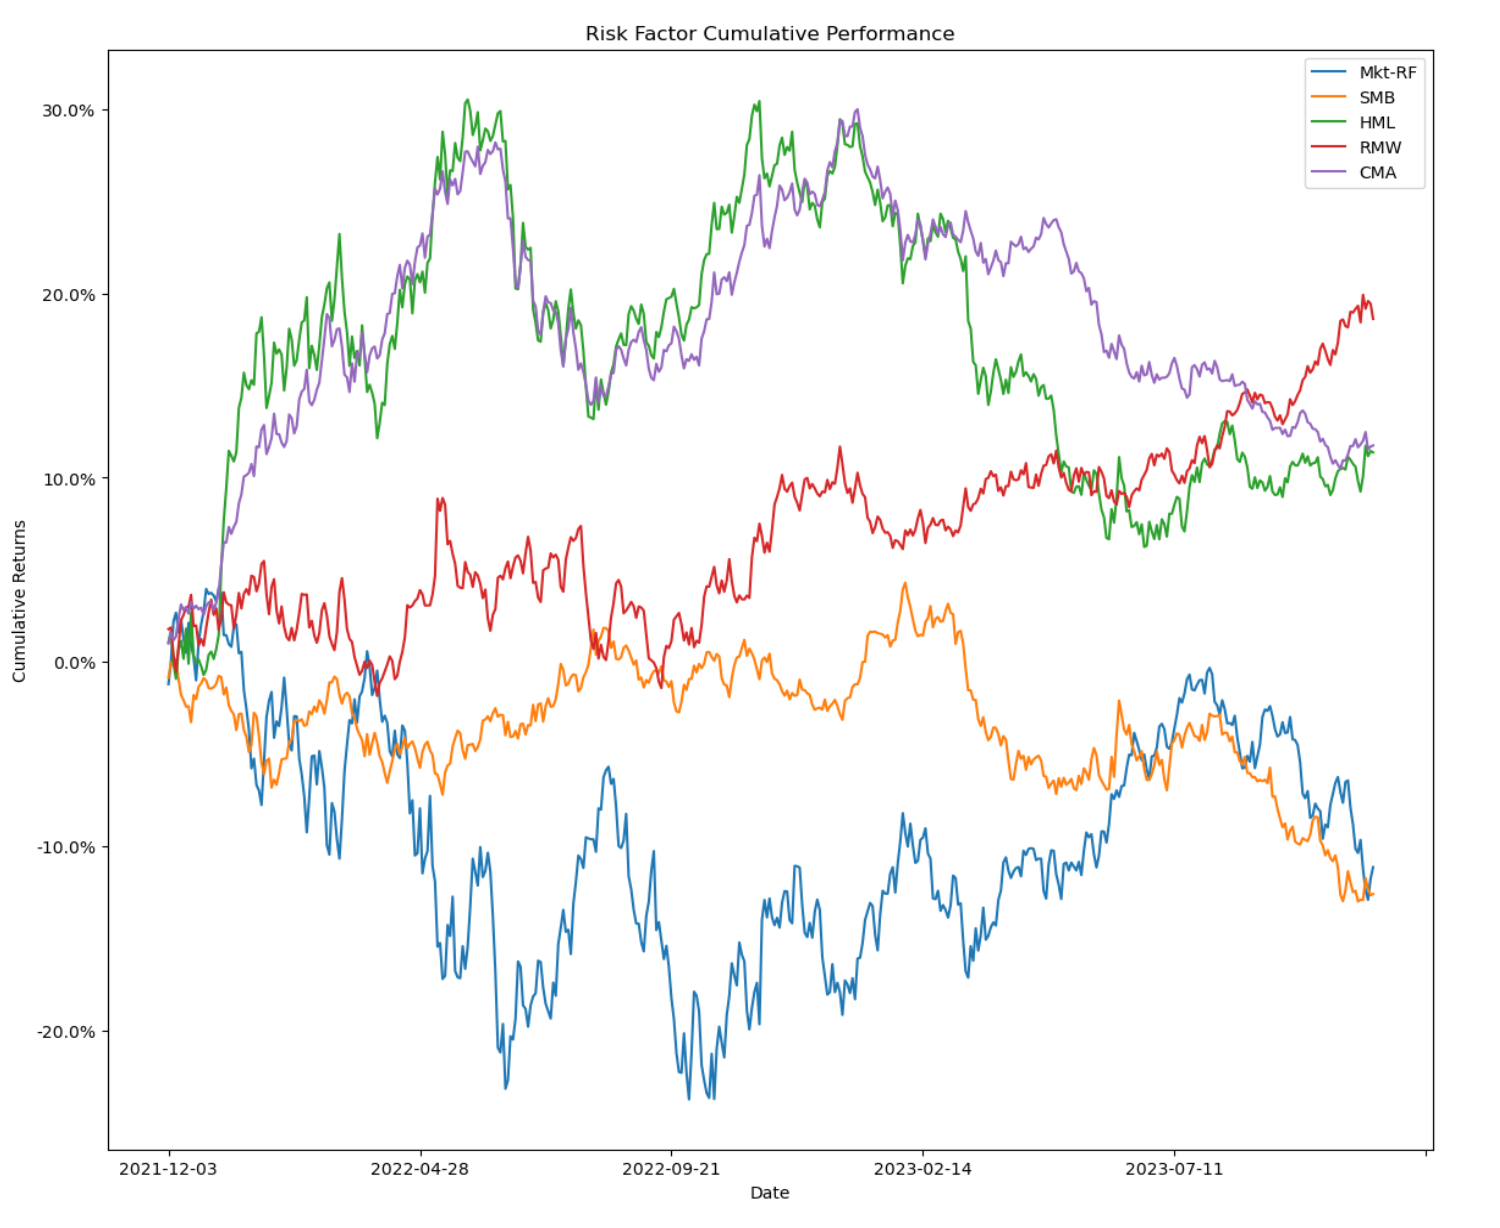 Risk Factor Cumulative Performance
Mkt-RF
SMB
HML
RMW
CMA
30.0%
20.0%
10.0%
0.0%
-10.0%
-20.0%
Cumulative Returns
2021-12-03
2022-04-28
2022-09-21
2023-02-14
2023-07-11
Date